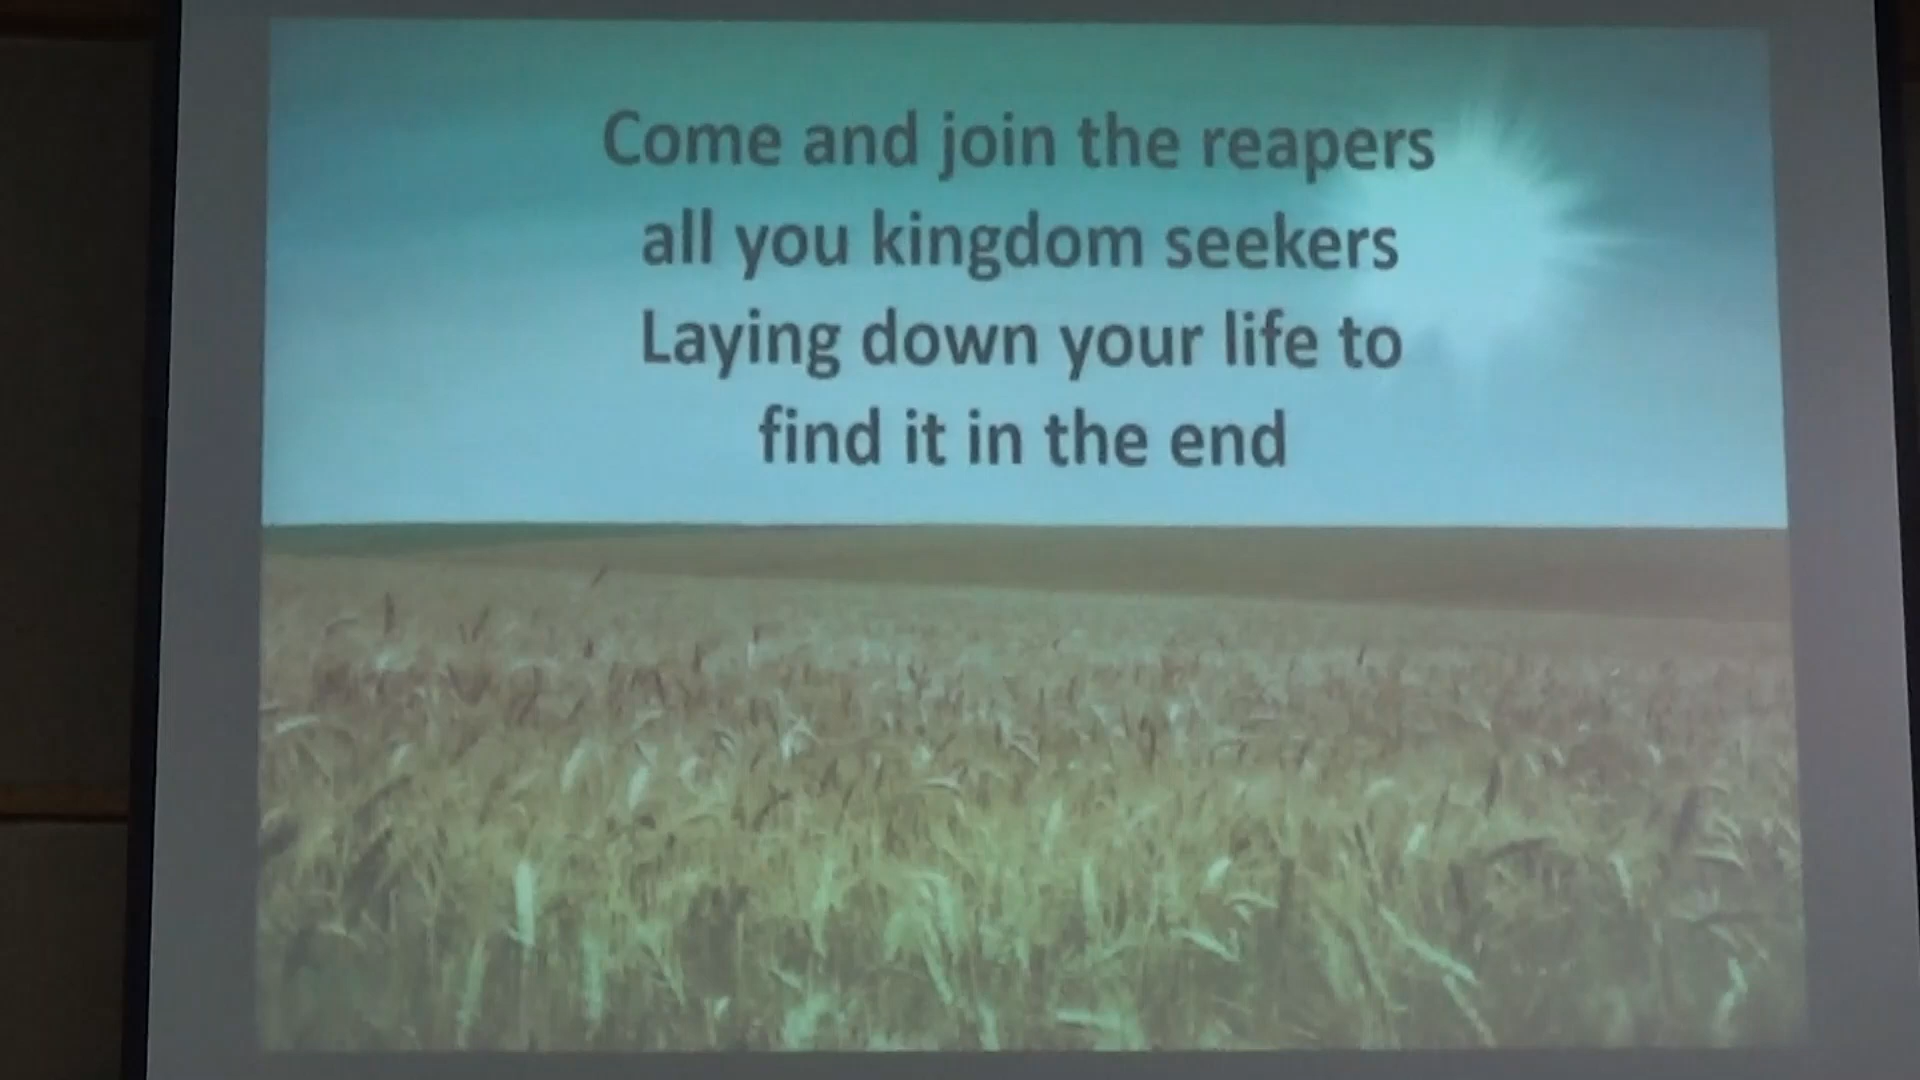 Come and join the reapers
all you kingdom seekers
Laying down your life to
find it in the end